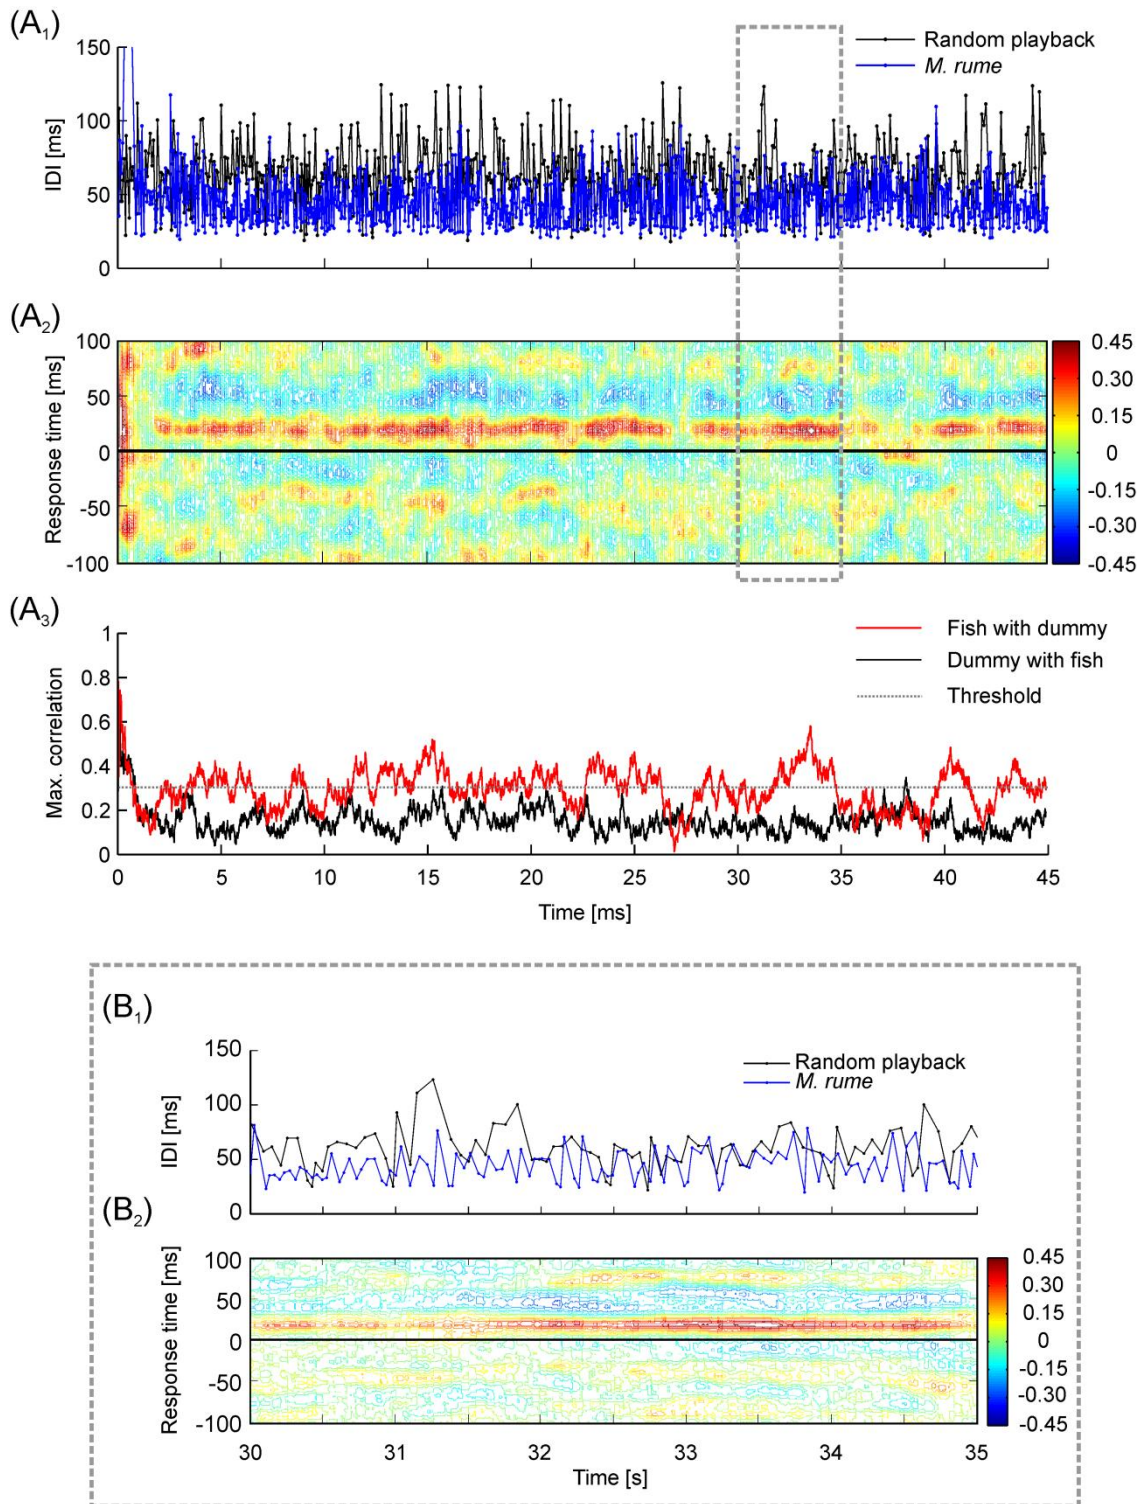 (A₁)
150
100
50
0
IDI [ms]
Random playback
M. rume
(A₂)
100
50
0
-50
-100
Response time [ms]
0.45
0.30
0.15
0
-0.15
-0.30
-0.45
(A₃)
1
0.8
0.6
0.4
0.2
0
Max. correlation
Fish with dummy
Dummy with fish
Threshold
0 5 10 15 20 25 30 35 40 45
Time [ms]
(B₁)
150
100
50
0
IDI [ms]
Random playback
M. rume
(B₂)
100
50
0
-50
-100
Response time [ms]
0.45
0.30
0.15
0
-0.15
-0.30
-0.45
30 31 32 33 34 35
Time [s]